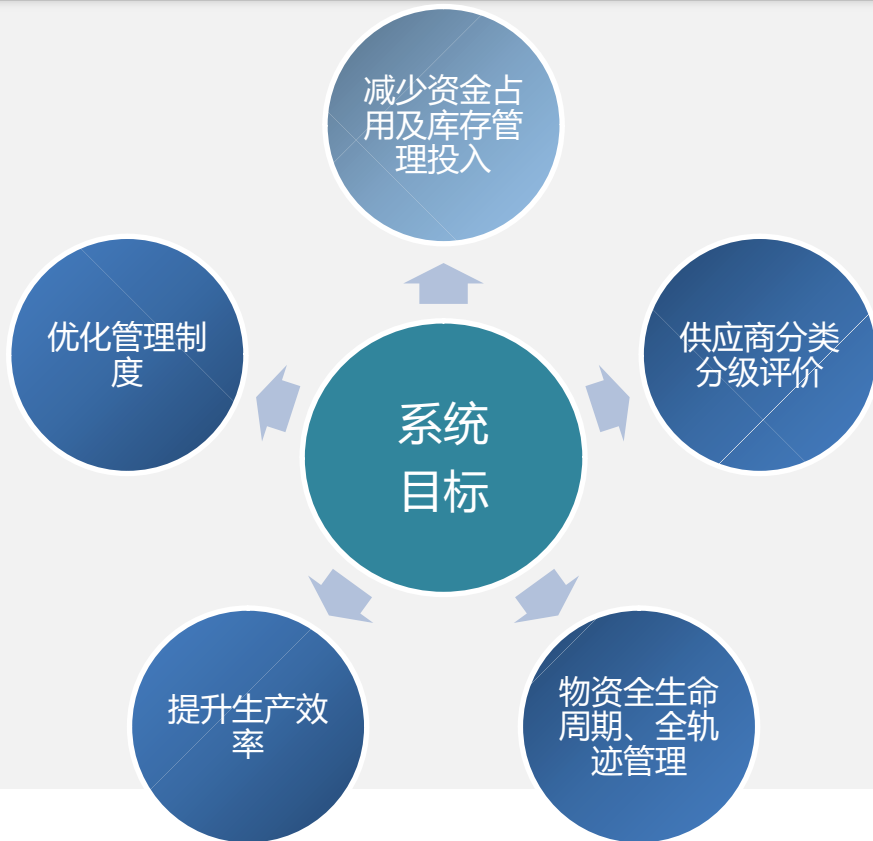 减少资金占
用及库存管
理投入
优化管理制
度
供应商分类
分级评价
系统
目标
提升生产效
率
物资全生命
周期、全轨
迹管理